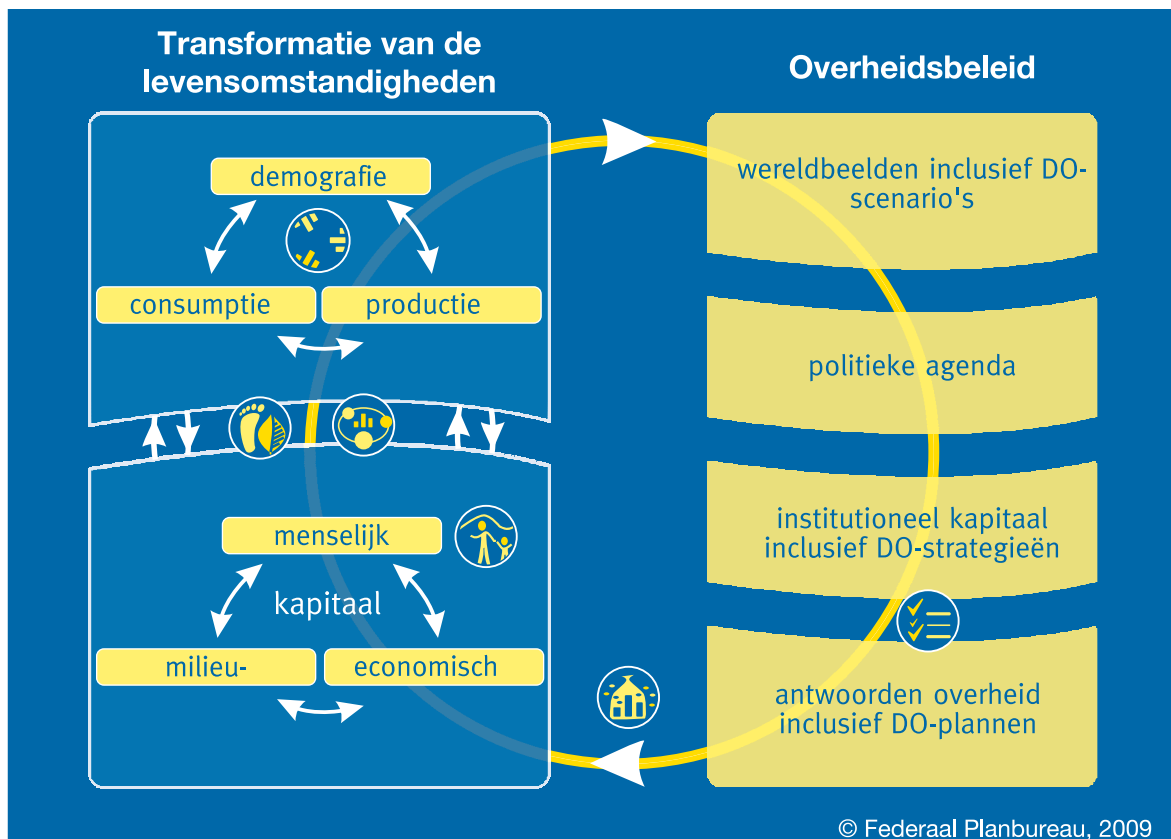 Transformatie van de
levensomstandigheden
demografie
consumptie
productie
menselijk
kapitaal
milieu-
economisch
Overheidsbeleid
wereldbeelden inclusief DO-
scenario's
politieke agenda
institutioneel kapitaal
inclusief DO-strategieën
antwoorden overheid
inclusief DO-plannen
© Federaal Planbureau, 2009